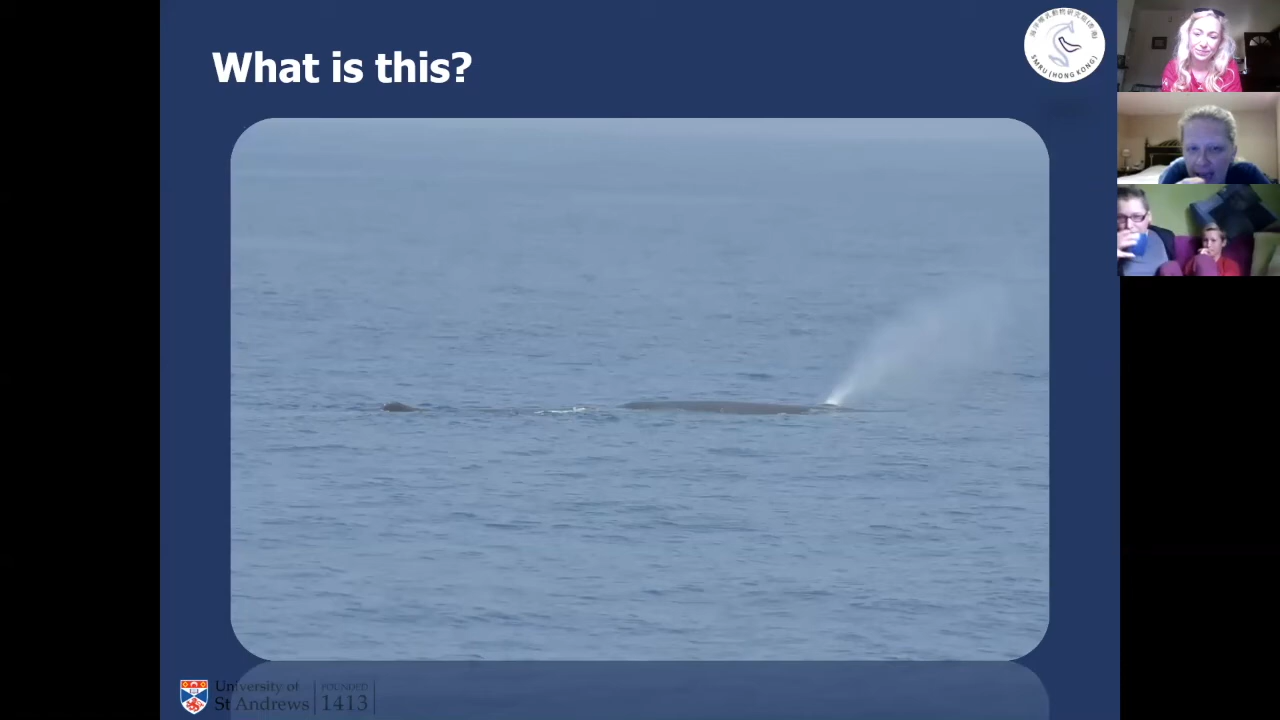 What is this?
SMRU (HONG KONG)
University of
St Andrews
FOUNDED
1413